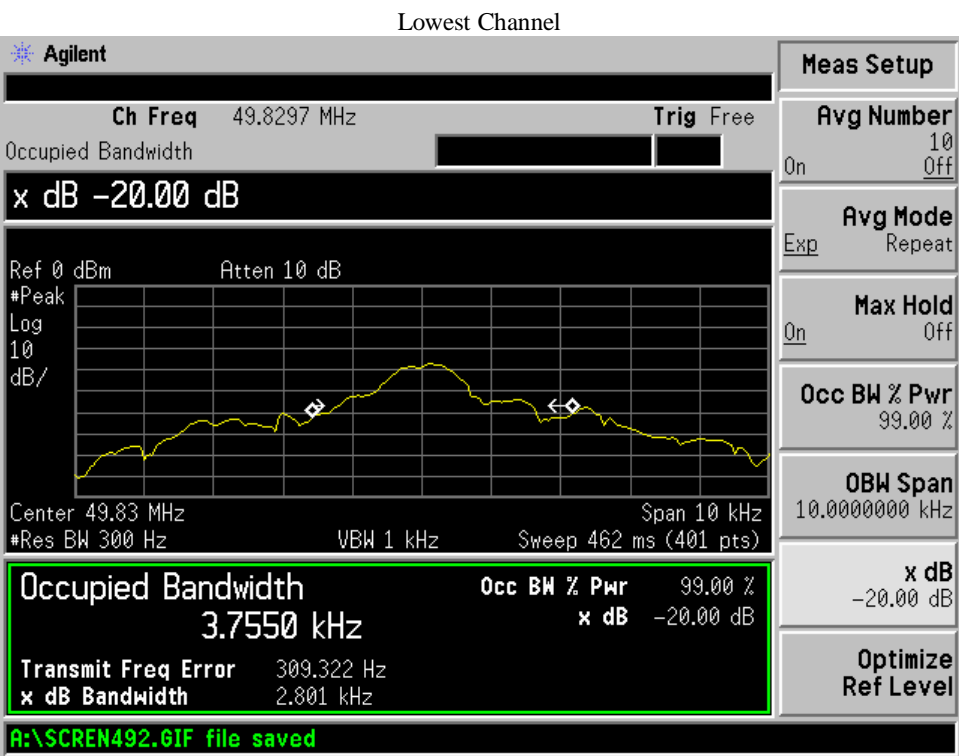 Lowest Channel
Agilent
Ch Freq 49.8297 MHz Trig Free
Occupied Bandwidth
x dB -20.00 dB
Ref 0 dBm Atten 10 dB
#Peak
Log
10
dB/
Center 49.83 MHz Span 10 kHz
#Res BW 300 Hz VBW 1 kHz Sweep 462 ms (401 pts)
Occupied Bandwidth Occ BW % Pwr 99.00 %
3.7550 kHz x dB -20.00 dB
Transmit Freq Error 309.322 Hz
x dB Bandwidth 2.801 kHz
A:\SCREN492.GIF file saved
Meas Setup
Avg Number
10
On Off
Avg Mode
Exp Repeat
Max Hold
On Off
Occ BW % Pwr
99.00 %
OBW Span
10.0000000 kHz
x dB
-20.00 dB
Optimize
Ref Level